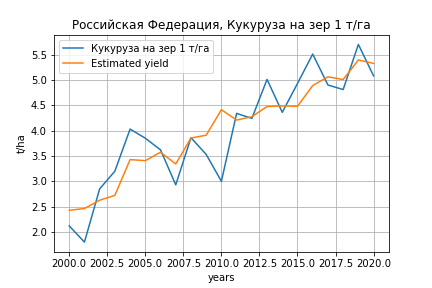 Российская Федерация, Кукуруза на зер 1 т/га
Кукуруза на зер 1 т/га
Estimated yield
t/ha
5.5
5.0
4.5
4.0
3.5
3.0
2.5
2.0
2000.0 2002.5 2005.0 2007.5 2010.0 2012.5 2015.0 2017.5 2020.0
years